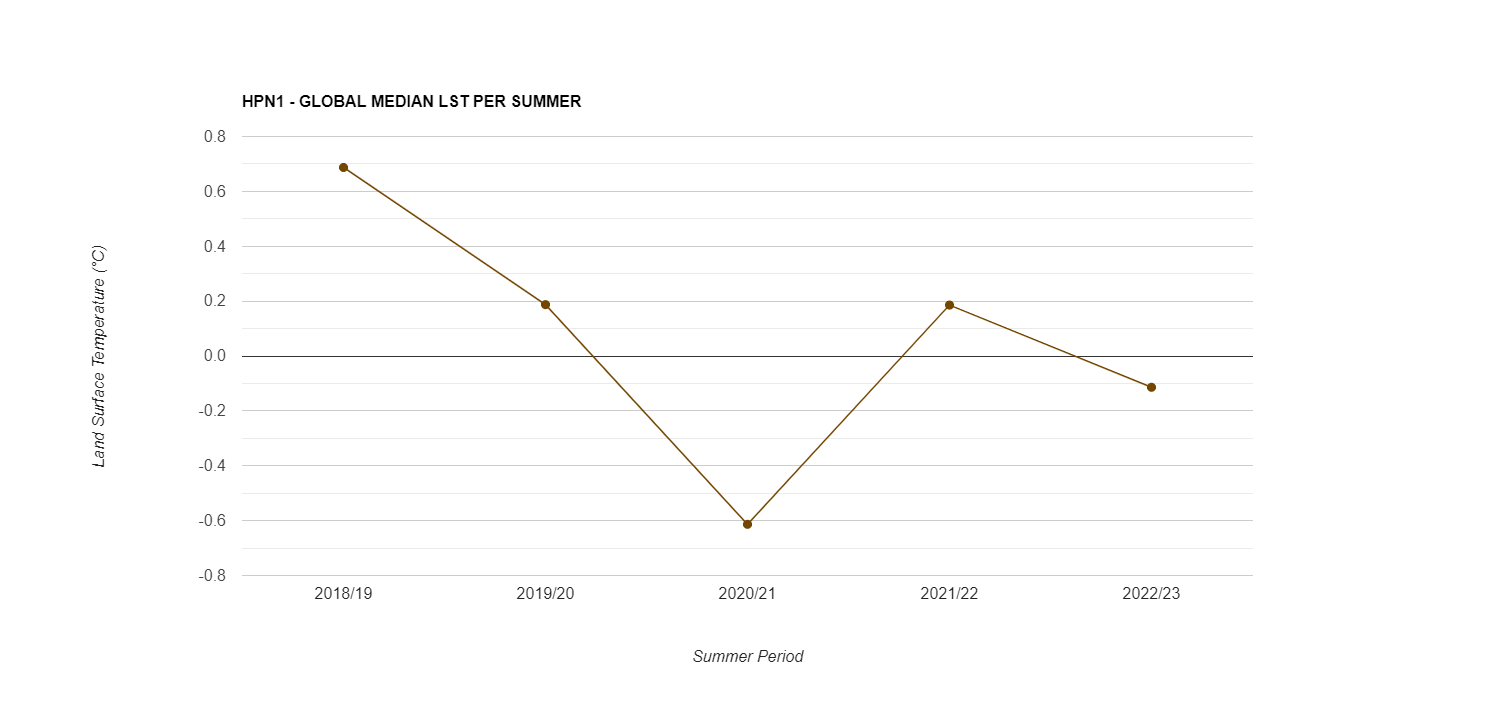 HPN1 - GLOBAL MEDIAN LST PER SUMMER
0.8
0.6
0.4
0.2
0.0
-0.2
-0.4
-0.6
-0.8
Land Surface Temperature (°C)
2018/19 2019/20 2020/21 2021/22 2022/23
Summer Period